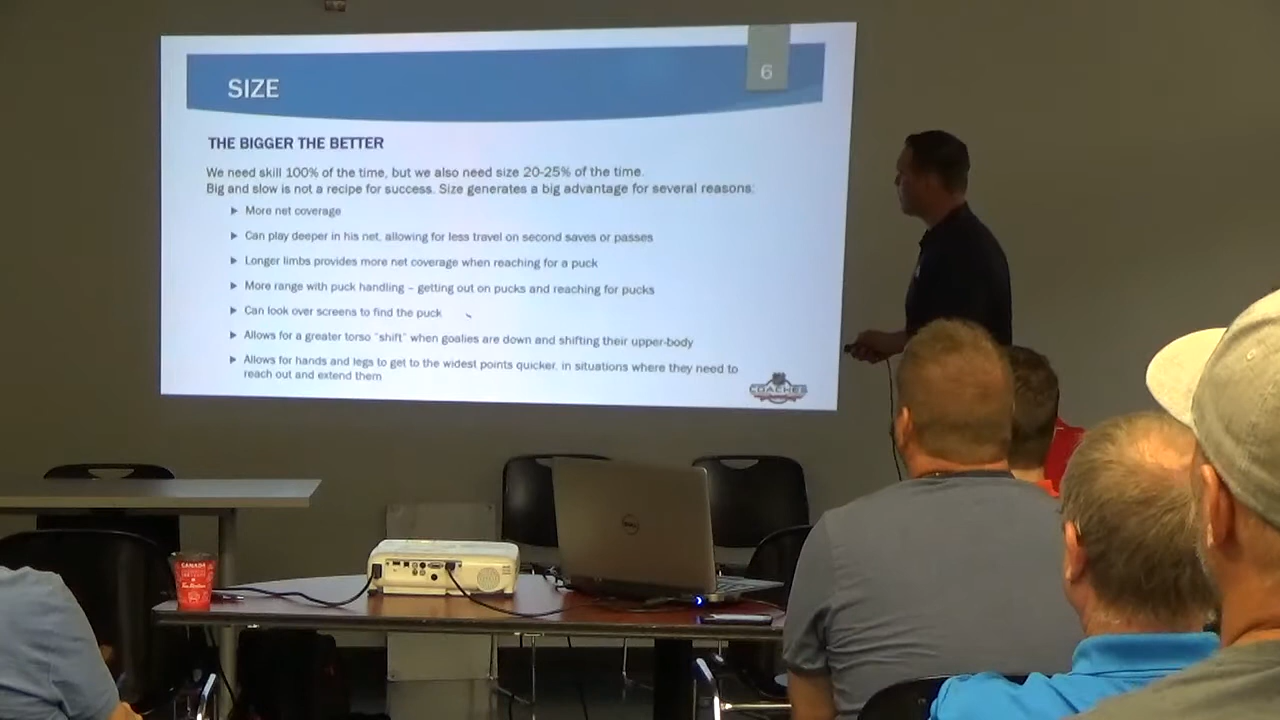 6
SIZE
THE BIGGER THE BETTER
We need skill 100% of the time, but we also need size 20-25% of the time.
Big and slow is not a recipe for success. Size generates a big advantage for several reasons:
More net coverage
Can play deeper in his net, allowing for less travel on second saves or passes
Longer limbs provides more net coverage when reaching for a puck
More range with puck handling – getting out on pucks and reaching for pucks
Can look over screens to find the puck
Allows for a greater torso "shift" when goalies are down and shifting their upper-body
Allows for hands and legs to get to the widest points quicker, in situations where they need to
reach out and extend them
COACHES
CANADA
Tim Hortons
DELL